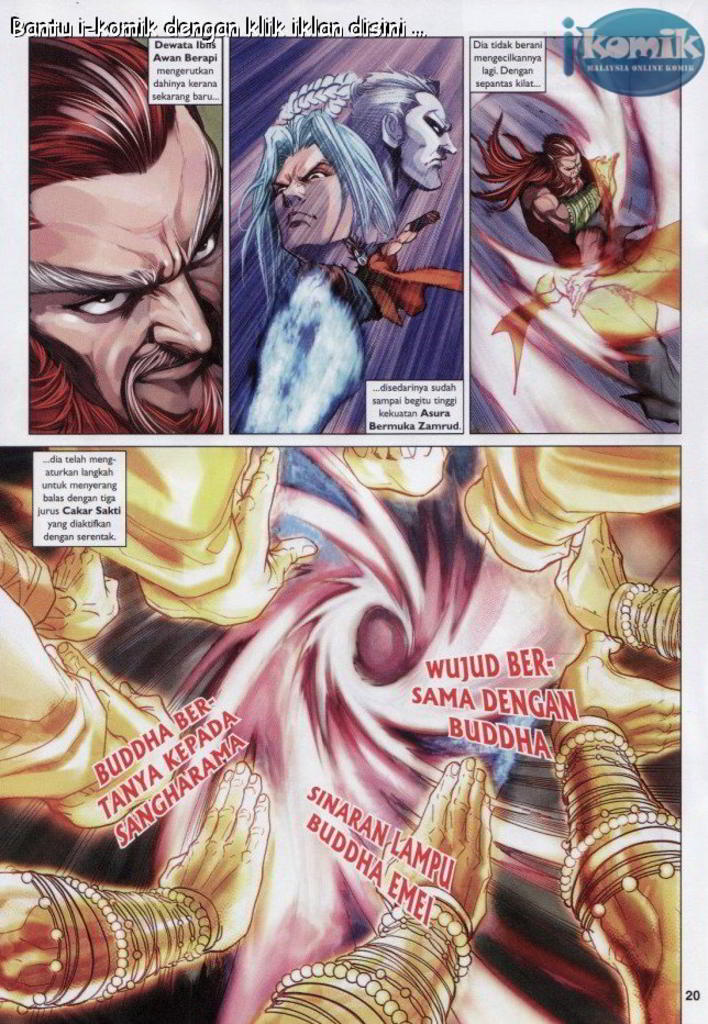 Bantu i-komik dengan klik iklan disini ...
ikomik
MALAYSIA ONLINE KOMIK
Dewata Iblis
Awan Berapi
mengerutkan
dahinya kerana
sekarang baru...
...disedarinya sudah
sampai begitu tinggi
kekuatan Asura
Bermuka Zamrud.
Dia tidak berani
mengecilkannya
lagi. Dengan
sepantas kilat...
...dia telah meng-
aturkan langkah
untuk menyerang
balas dengan tiga
jurus Cakar Sakti
yang diaktifkan
dengan serentak.
BUDDHA BER-
TANYA KEPADA
SANGHARAMA
SINARAN LAMPU
BUDDHA EMEI
WUJUD BER-
SAMA DENGAN
BUDDHA
20